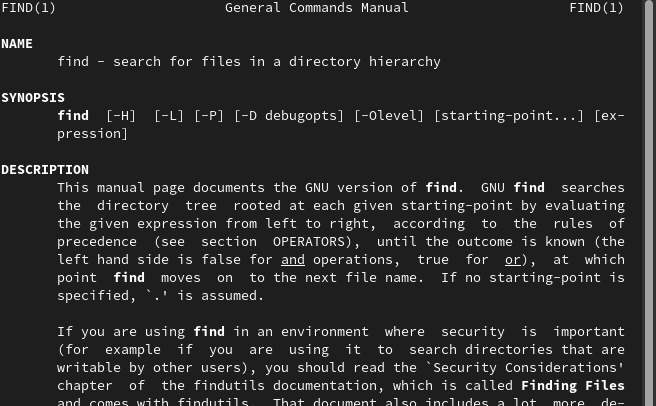 FIND(1) General Commands Manual FIND(1)
NAME
find - search for files in a directory hierarchy
SYNOPSIS
find [-H] [-L] [-P] [-D debugopts] [-Olevel] [starting-point...] [ex-
pression]
DESCRIPTION
This manual page documents the GNU version of find. GNU find searches
the directory tree rooted at each given starting-point by evaluating
the given expression from left to right, according to the rules of
precedence (see section OPERATORS), until the outcome is known (the
left hand side is false for and operations, true for or), at which
point find moves on to the next file name. If no starting-point is
specified, `.' is assumed.
If you are using find in an environment where security is important
(for example if you are using it to search directories that are
writable by other users), you should read the `Security Considerations'
chapter of the findutils documentation, which is called Finding Files
and comes with findutils. That document also includes a lot more de-